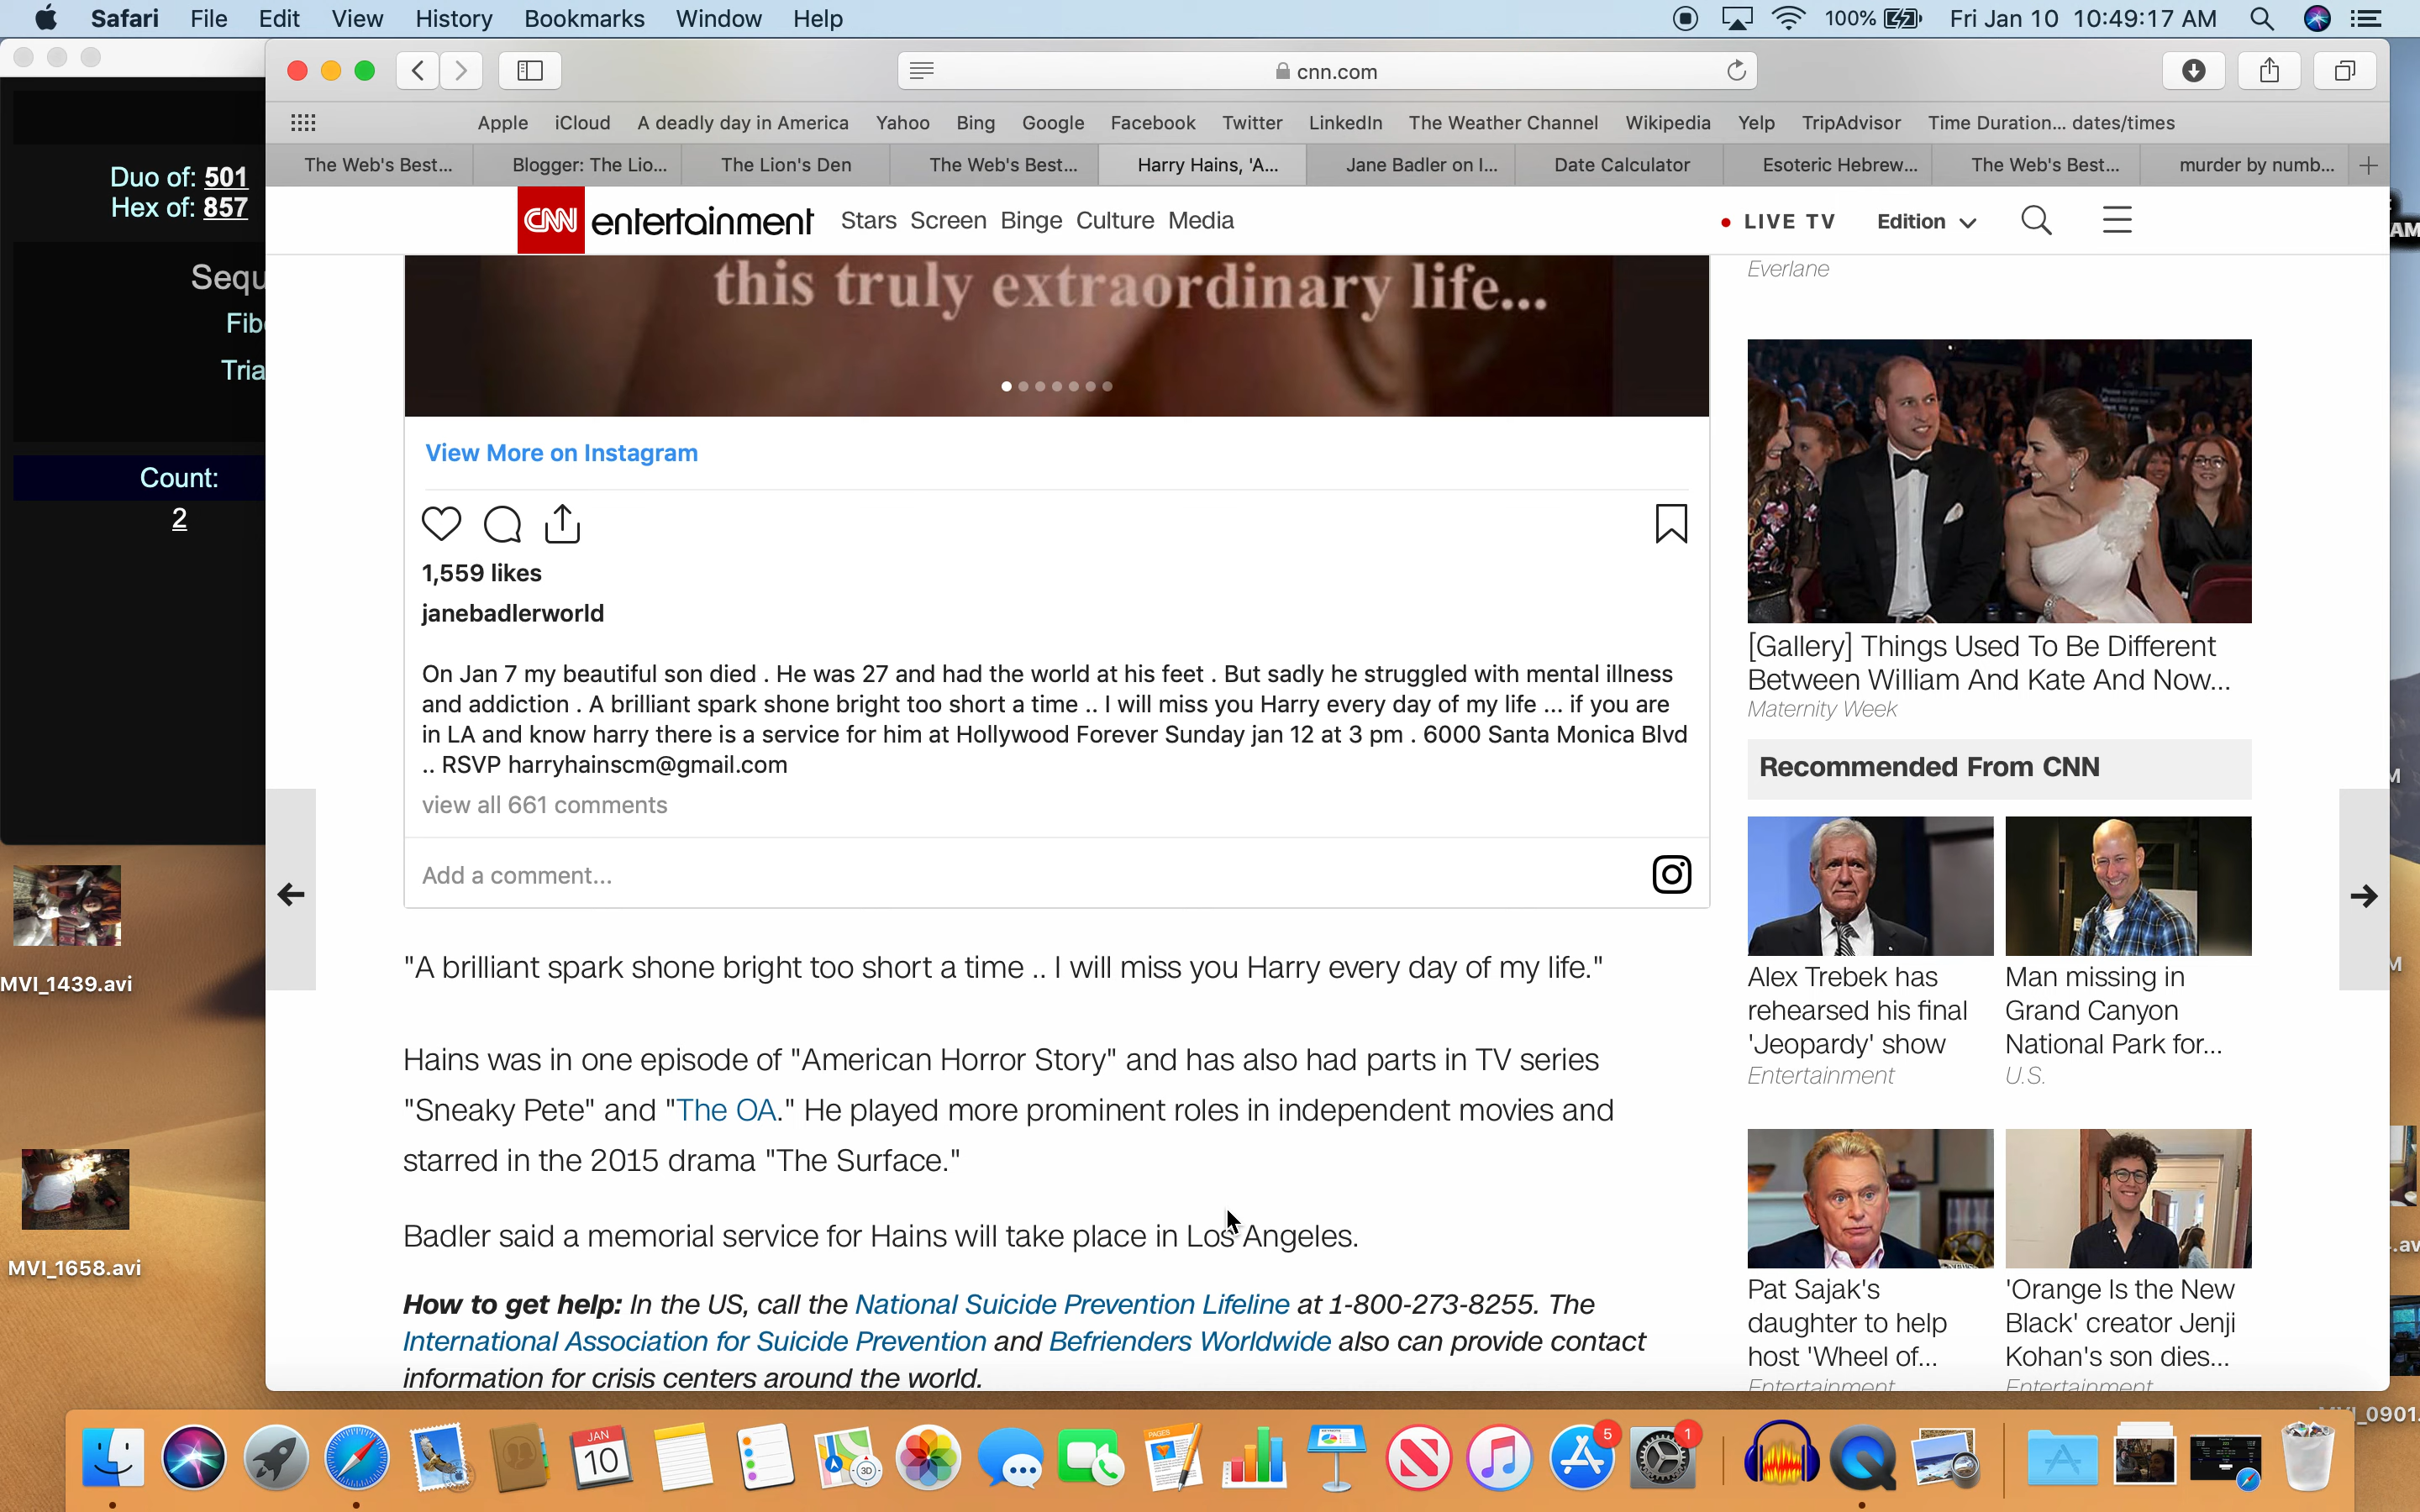 Safari File Edit View History Bookmarks Window Help
100% Fri Jan 10 10:49:17 AM
cnn.com
Apple iCloud A deadly day in America Yahoo Bing Google Facebook Twitter LinkedIn The Weather Channel Wikipedia Yelp TripAdvisor Time Duration... dates/times
The Web's Best... Blogger: The Lio... The Lion's Den The Web's Best... Harry Hains, 'A... Jane Badler on I... Date Calculator Esoteric Hebrew... The Web's Best... murder by numb...
Duo of: 501
Hex of: 857
Sequ
Fib
Tria
Count:
2
CNN entertainment Stars Screen Binge Culture Media
LIVE TV Edition
this truly extraordinary life...
View More on Instagram
1,559 likes
janebadlerworld
On Jan 7 my beautiful son died . He was 27 and had the world at his feet . But sadly he struggled with mental illness
and addiction . A brilliant spark shone bright too short a time .. I will miss you Harry every day of my life ... if you are
in LA and know harry there is a service for him at Hollywood Forever Sunday jan 12 at 3 pm . 6000 Santa Monica Blvd
.. RSVP harryhainscm@gmail.com
view all 661 comments
Add a comment...
"A brilliant spark shone bright too short a time .. I will miss you Harry every day of my life."
Hains was in one episode of "American Horror Story" and has also had parts in TV series
"Sneaky Pete" and "The OA." He played more prominent roles in independent movies and
starred in the 2015 drama "The Surface."
Badler said a memorial service for Hains will take place in Los Angeles.
How to get help: In the US, call the National Suicide Prevention Lifeline at 1-800-273-8255. The
International Association for Suicide Prevention and Befrienders Worldwide also can provide contact
information for crisis centers around the world.
Everlane
[Gallery] Things Used To Be Different
Between William And Kate And Now...
Maternity Week
Recommended From CNN
Alex Trebek has
rehearsed his final
'Jeopardy' show
Entertainment
Man missing in
Grand Canyon
National Park for...
U.S.
Pat Sajak's
daughter to help
host 'Wheel of...
Entertainment
'Orange Is the New
Black' creator Jenji
Kohan's son dies...
Entertainment
MVI_1439.avi
MVI_1658.avi
AM
M
M
.av
_0901.
JAN
10
PAGES
3D
5
1